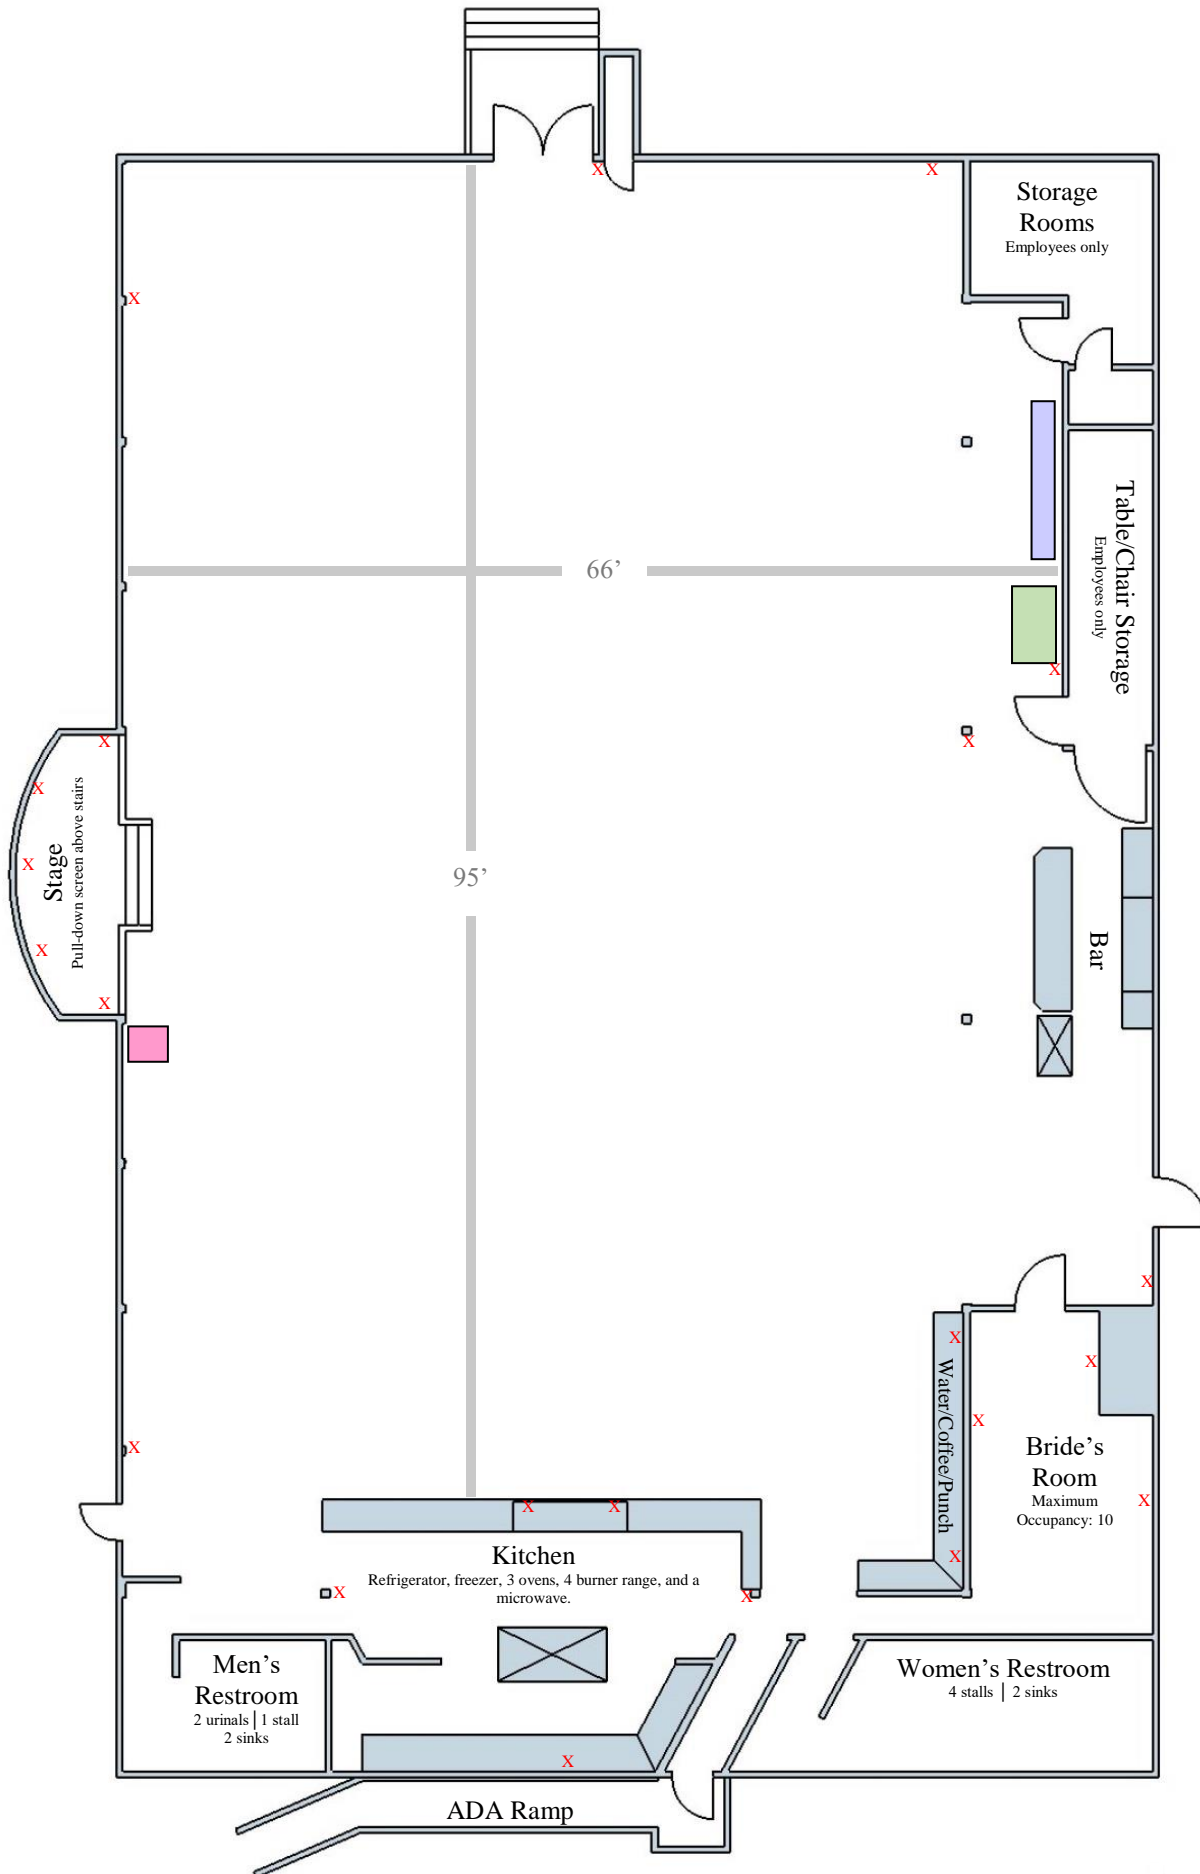 X
X
Storage
Rooms
Employees only
X
Table/Chair Storage
Employees only
66’
X
X
X
X
Stage
Pull-down screen above stairs
X
95’
X
X
Bar
X
X
Water/Coffee/Punch
X
X
X
Bride’s
Room
Maximum
Occupancy: 10
X
X
X
X
Kitchen
Refrigerator, freezer, 3 ovens, 4 burner range, and a
microwave.
X
X
X
Men’s
Restroom
2 urinals | 1 stall
2 sinks
Women’s Restroom
4 stalls | 2 sinks
X
ADA Ramp